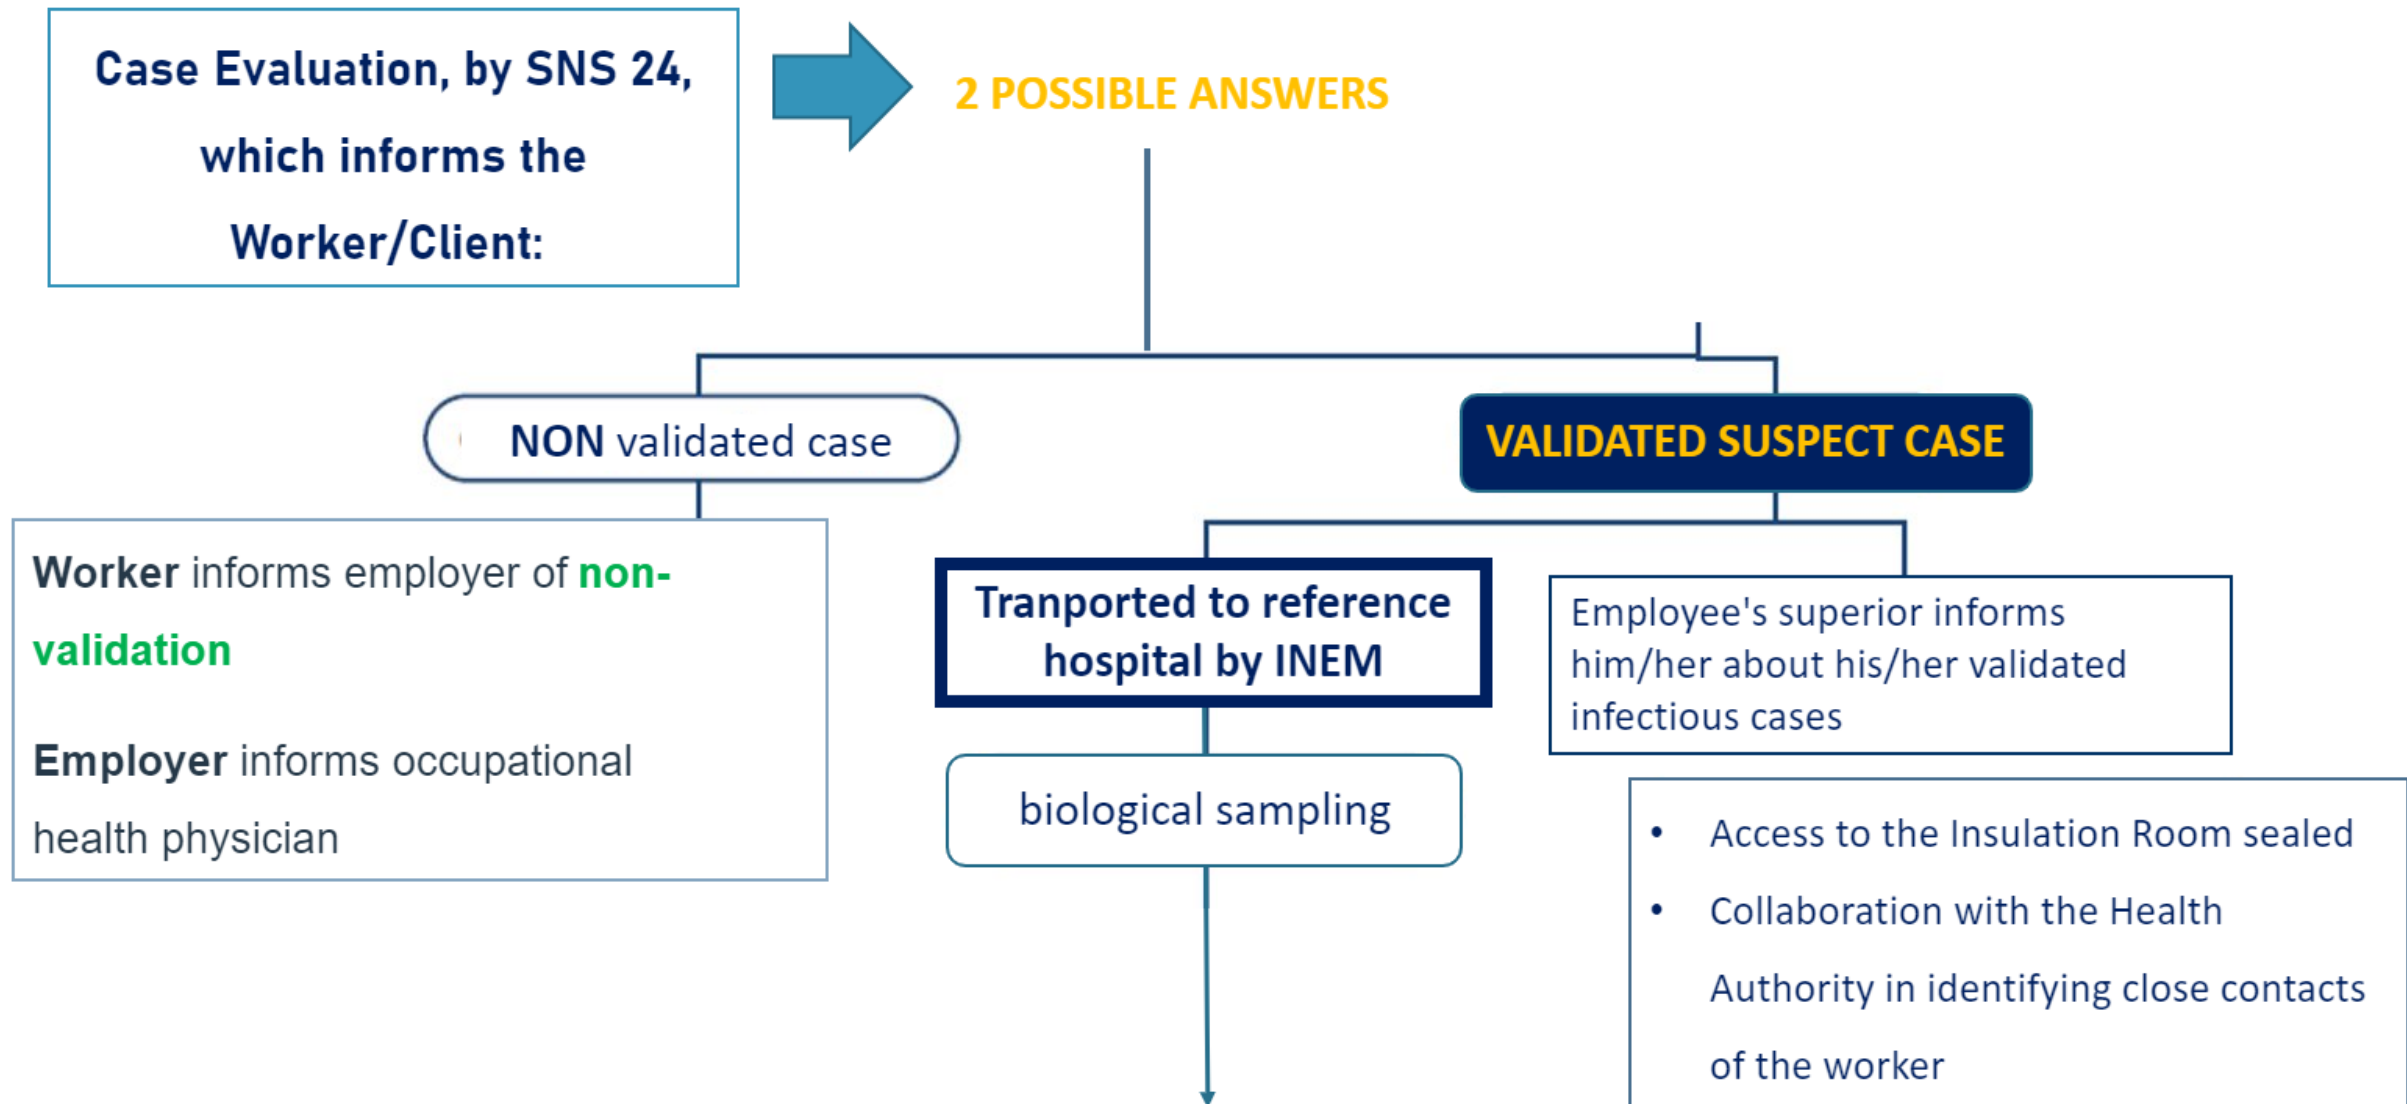 Case Evaluation, by SNS 24,
which informs the
Worker/Client:
2 POSSIBLE ANSWERS
NON validated case
VALIDATED SUSPECT CASE
Worker informs employer of non-
validation
Employer informs occupational
health physician
Tranported to reference
hospital by INEM
biological sampling
Employee's superior informs
him/her about his/her validated
infectious cases
• Access to the Insulation Room sealed
• Collaboration with the Health
Authority in identifying close contacts
of the worker